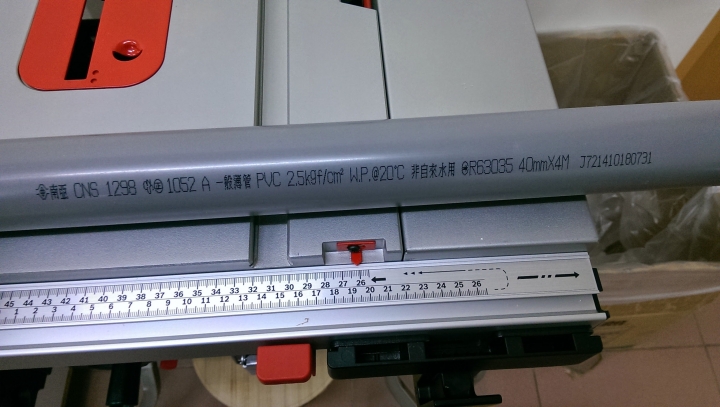 南亞 CNS 1298 1052 A 一般薄管 PVC 2.5kgf/cm² W.P.@20°C 非自來水用 R63035 40mmX4M J721410180731
45 44 43 42 41 40 39 38 37 36 35 34 33 32 31 30 29 28 27 26
1 2 3 4 5 6 7 8 9 10 11 12 13 14 15 16 17 18 19 20 21 22 23 24 25 26